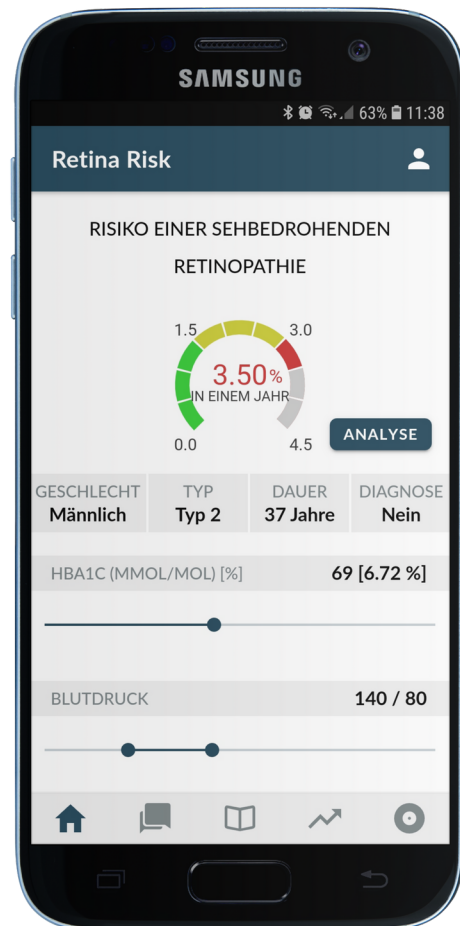 SAMSUNG
63% 11:38
Retina Risk
RISIKO EINER SEHBEDROHENDEN
RETINOPATHIE
1.5 3.0
3.50%
IN EINEM JAHR
0.0 4.5
ANALYSE
GESCHLECHT TYP DAUER DIAGNOSE
Männlich Typ 2 37 Jahre Nein
HBA1C (MMOL/MOL) [%] 69 [6.72 %]
BLUTDRUCK 140 / 80